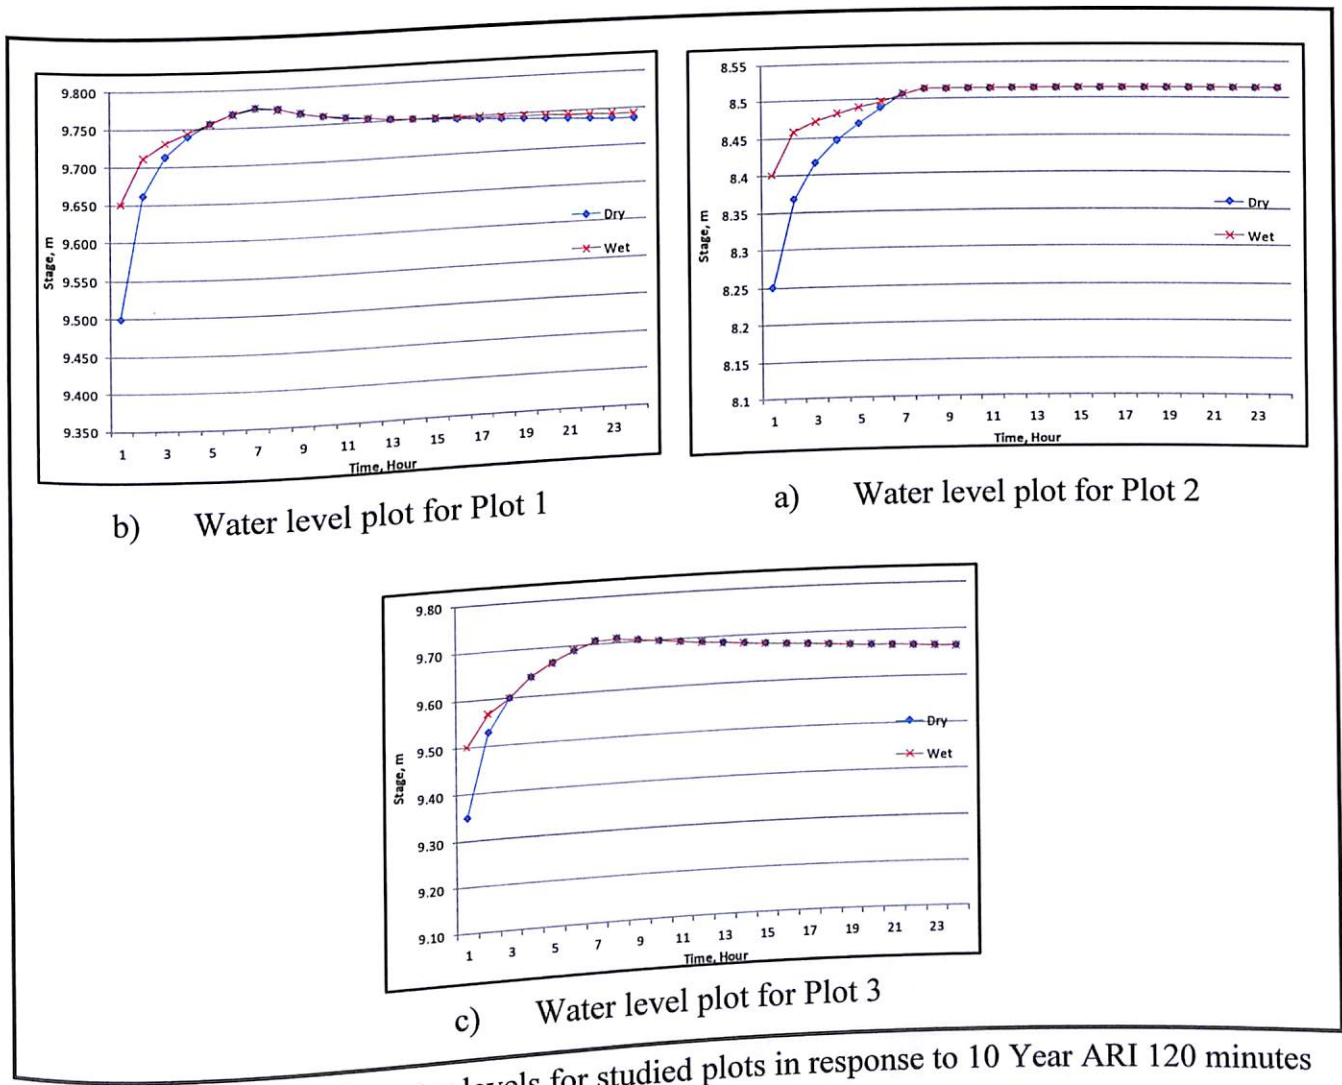 9.800
9.750
9.700
9.650
9.600
9.550
9.500
9.450
9.400
9.350
Stage, m
Dry
Wet
1 3 5 7 9 11 13 15 17 19 21 23
Time, Hour
b) Water level plot for Plot 1
8.55
8.5
8.45
8.4
8.35
8.3
8.25
8.2
8.15
8.1
Stage, m
Dry
Wet
1 3 5 7 9 11 13 15 17 19 21 23
Time, Hour
a) Water level plot for Plot 2
9.80
9.70
9.60
9.50
9.40
9.30
9.20
9.10
Stage, m
Dry
Wet
1 3 5 7 9 11 13 15 17 19 21 23
Time, Hour
c) Water level plot for Plot 3
levels for studied plots in response to 10 Year ARI 120 minutes